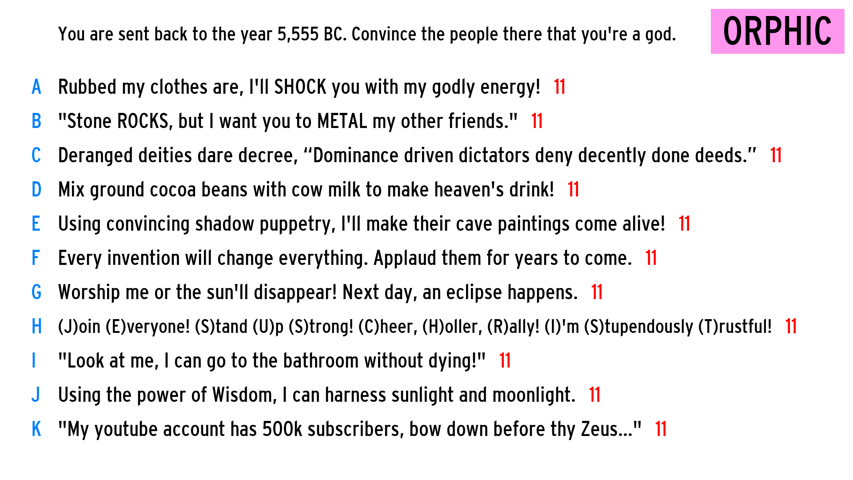 You are sent back to the year 5,555 BC. Convince the people there that you're a god.
ORPHIC
A Rubbed my clothes are, I'll SHOCK you with my godly energy! 11
B "Stone ROCKS, but I want you to METAL my other friends." 11
C Deranged deities dare decree, “Dominance driven dictators deny decently done deeds.” 11
D Mix ground cocoa beans with cow milk to make heaven's drink! 11
E Using convincing shadow puppetry, I'll make their cave paintings come alive! 11
F Every invention will change everything. Applaud them for years to come. 11
G Worship me or the sun'll disappear! Next day, an eclipse happens. 11
H (J)oin (E)veryone! (S)tand (U)p (S)trong! (C)heer, (H)oller, (R)ally! (I)'m (S)tupendously (T)rustful! 11
I "Look at me, I can go to the bathroom without dying!" 11
J Using the power of Wisdom, I can harness sunlight and moonlight. 11
K "My youtube account has 500k subscribers, bow down before thy Zeus..." 11